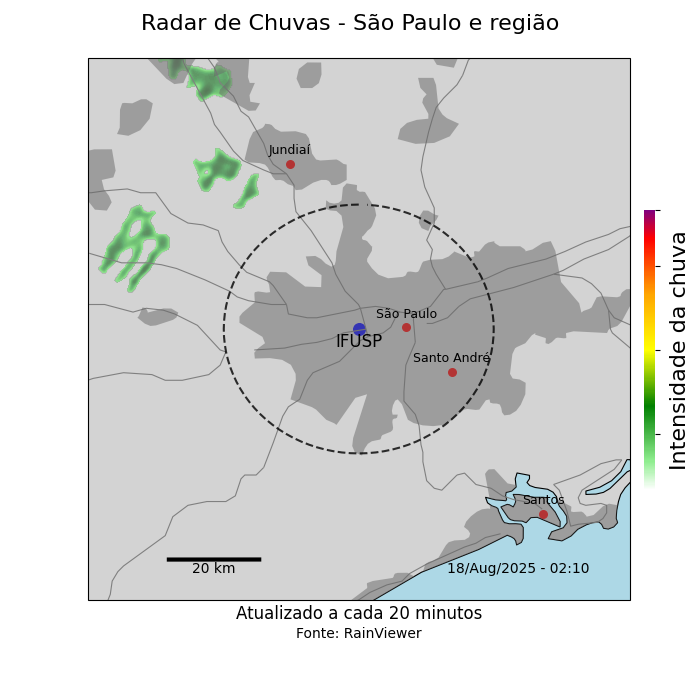 Radar de Chuvas - São Paulo e região
Jundiaí
São Paulo
IFUSP
Santo André
Santos
20 km
18/Aug/2025 - 02:10
Intensidade da chuva
Atualizado a cada 20 minutos
Fonte: RainViewer